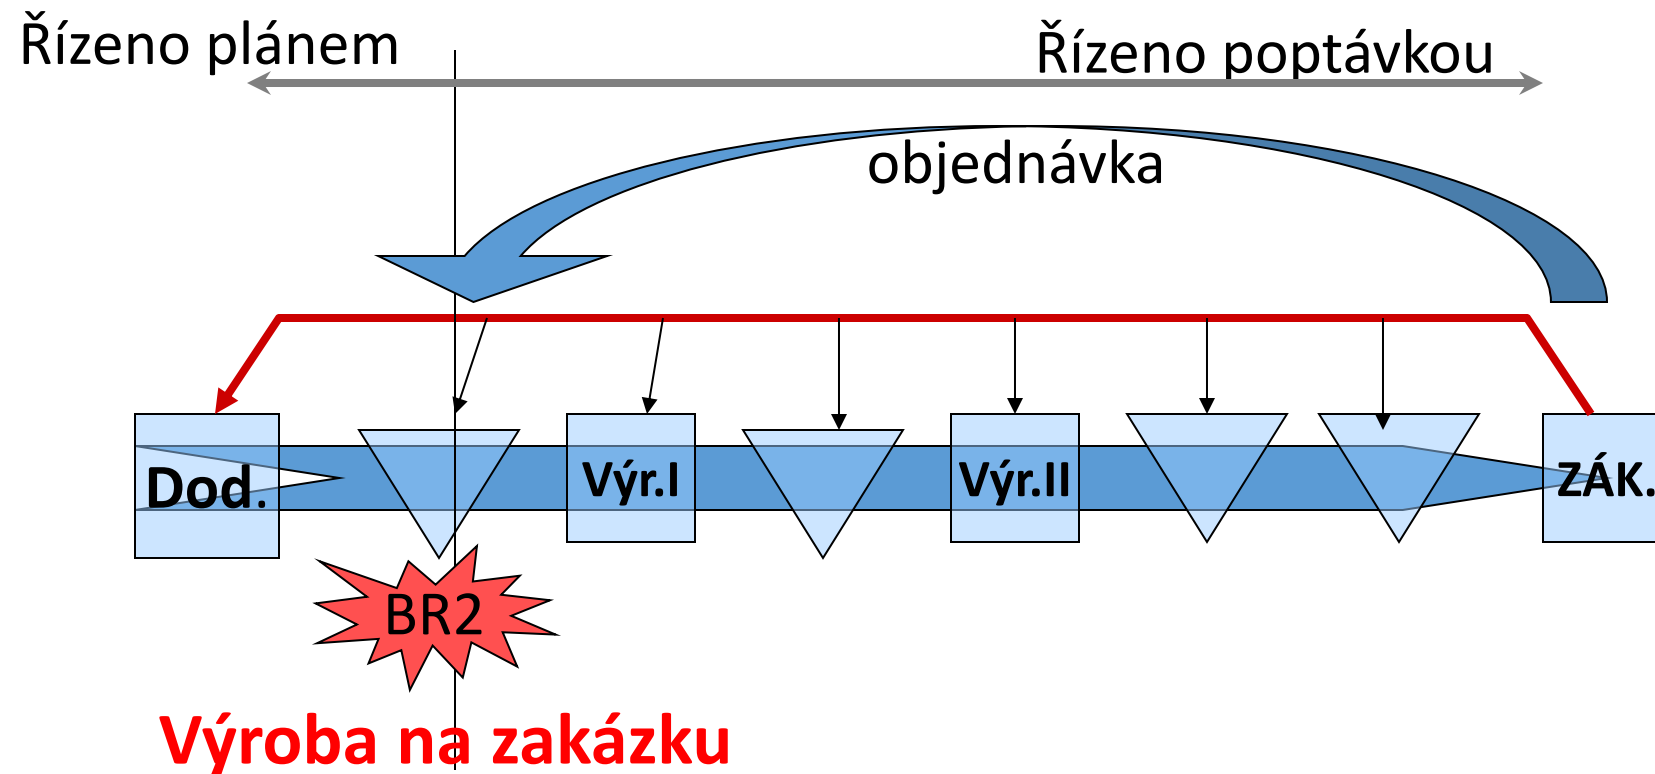 Řízeno plánem
Řízeno poptávkou
objednávka
Dod.
Výr.I
Výr.II
ZÁK.
BR2
Výroba na zakázku